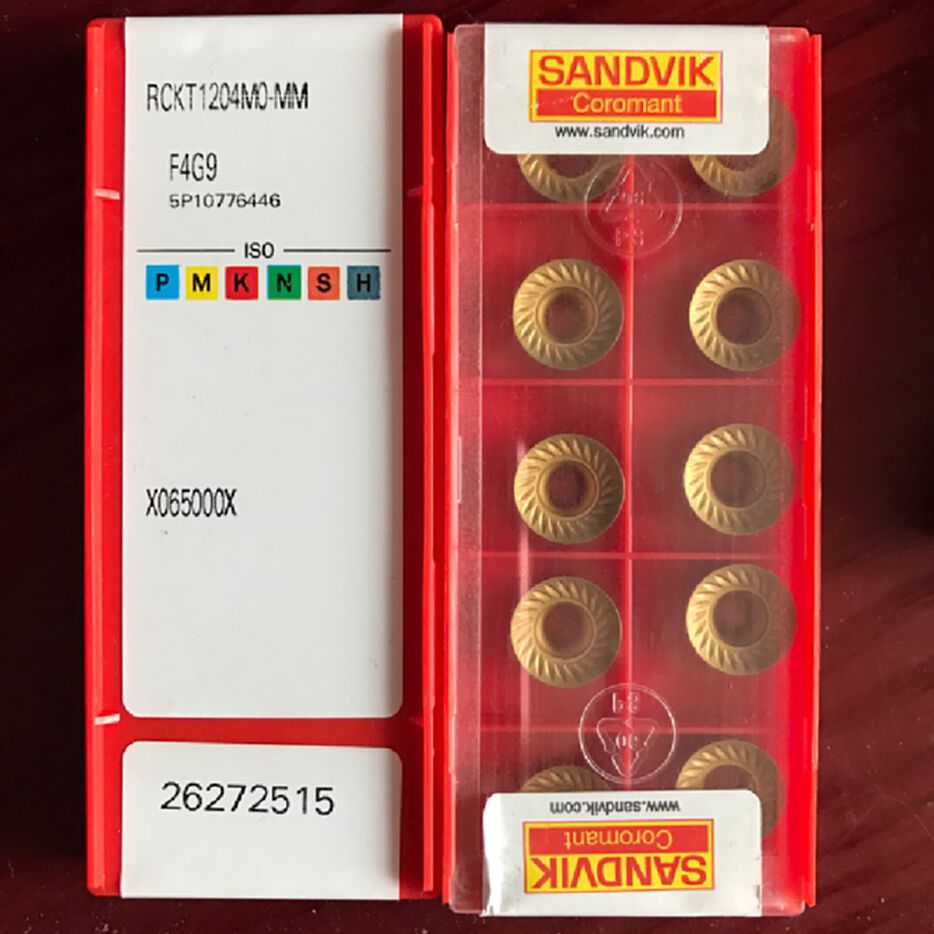 RCKT1204M0-MM
F4G9
5P10776446
ISO
P M K N S H
X065000X
26272515
SANDVIK
Coromant
www.sandvik.com
www.sandvik.com
Coromant
SANDVIK